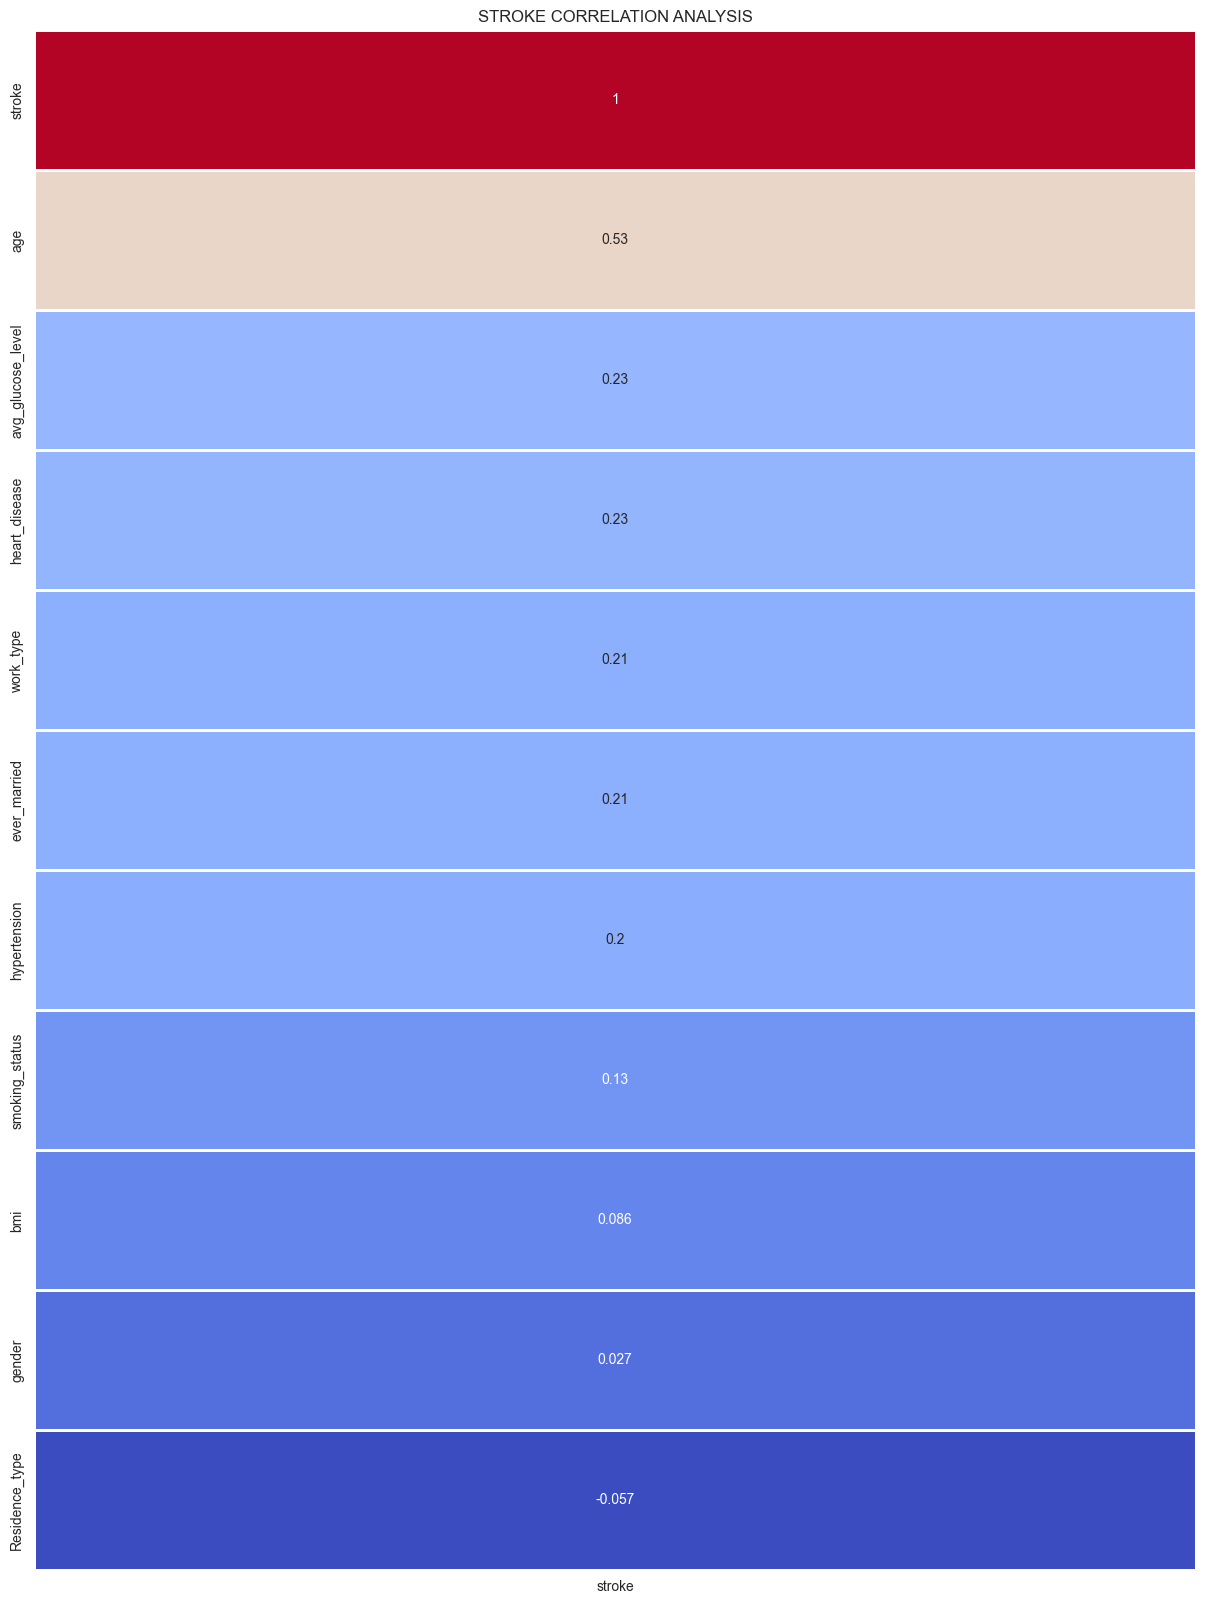 STROKE CORRELATION ANALYSIS
stroke
1
age
0.53
avg_glucose_level
0.23
heart_disease
0.23
work_type
0.21
ever_married
0.21
hypertension
0.2
smoking_status
0.13
bmi
0.086
gender
0.027
Residence_type
-0.057
stroke